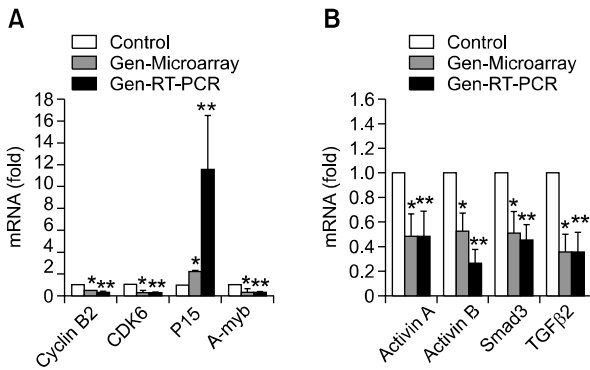 A
Control
Gen-Microarray
Gen-RT-PCR
mRNA (fold)
18
16
14
12
10
8
6
4
2
0
* ** * ** * ** * **
Cyclin B2
CDK6
P15
A-myb
B
Control
Gen-Microarray
Gen-RT-PCR
mRNA (fold)
1.6
1.4
1.2
1.0
0.8
0.6
0.4
0.2
0
* ** * ** * ** * **
Activin A
Activin B
Smad3
TGFβ2